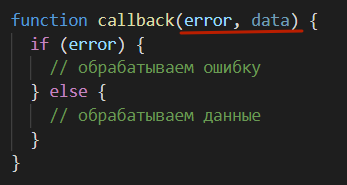 function callback(error, data) {
  if (error) {
    // обрабатываем ошибку
  } else {
    // обрабатываем данные
  }
}